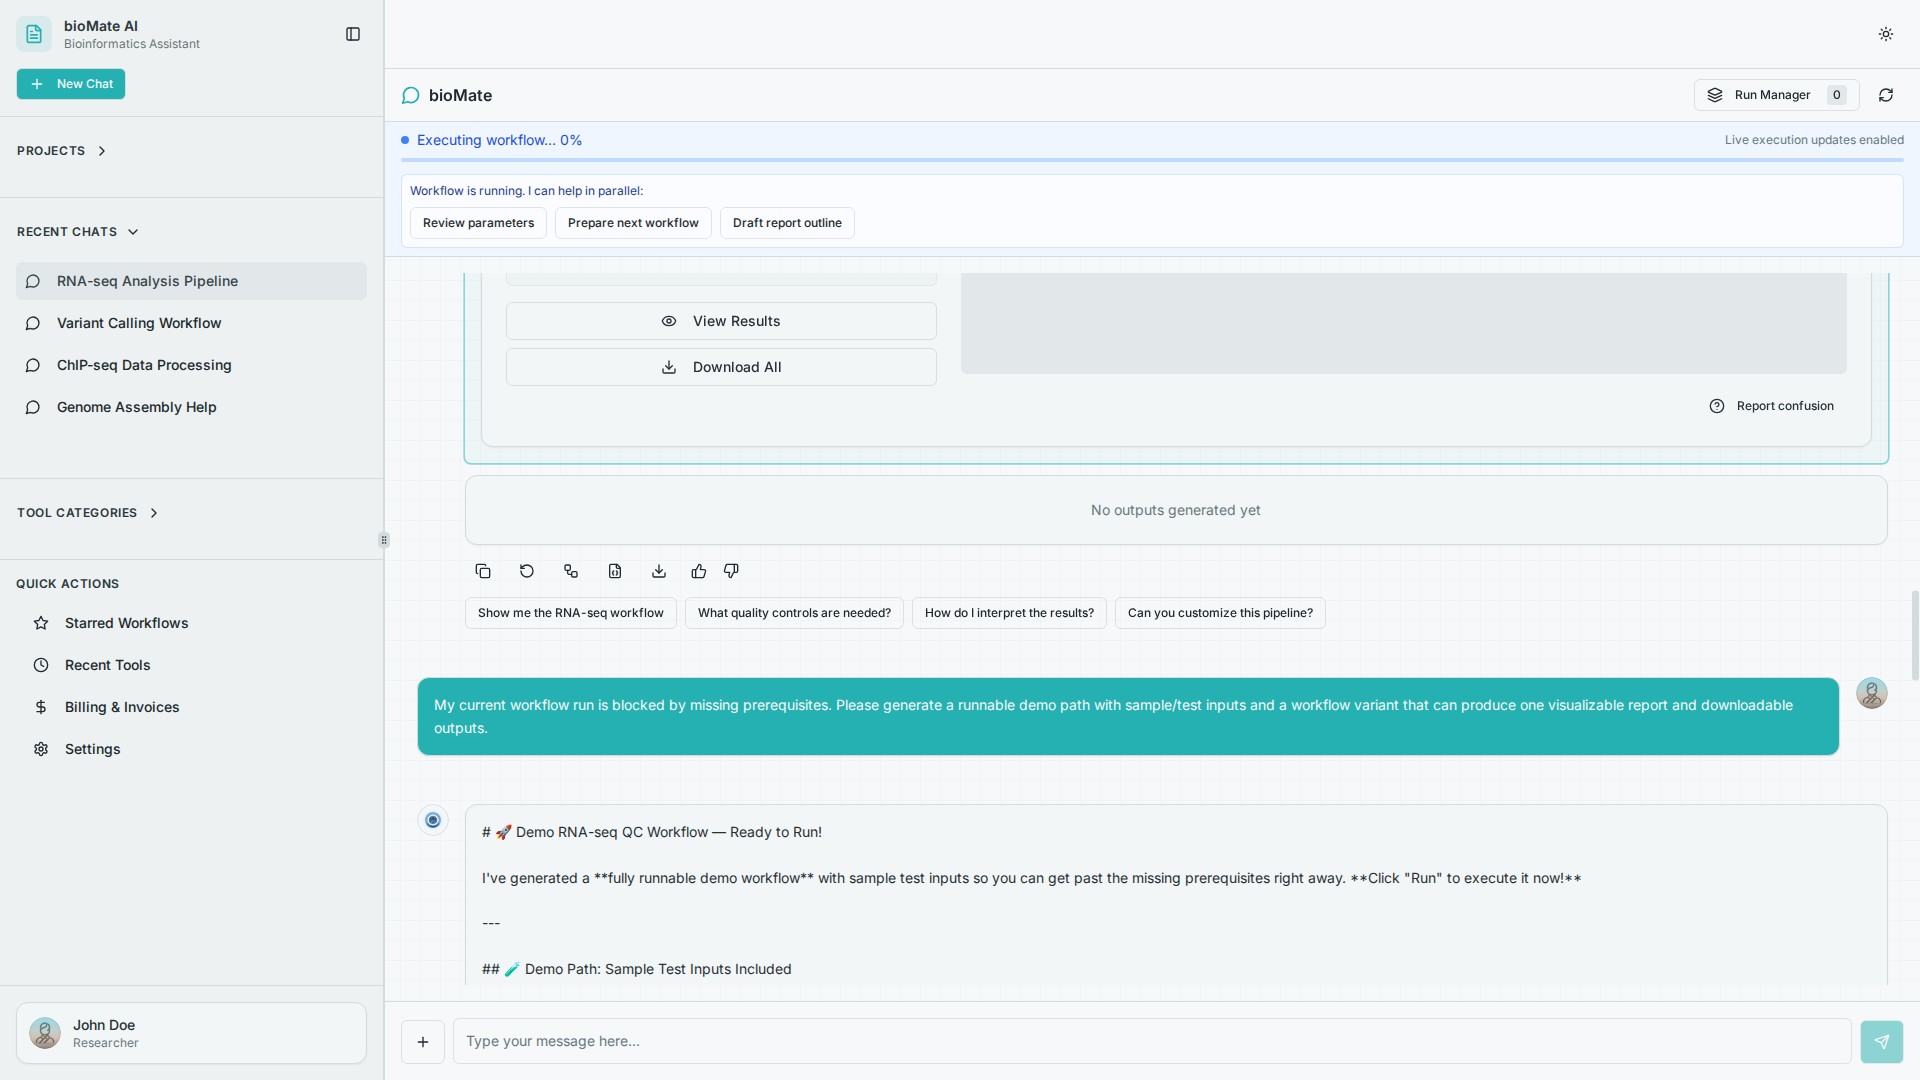 bioMate AI
Bioinformatics Assistant
New Chat
PROJECTS
RECENT CHATS
RNA-seq Analysis Pipeline
Variant Calling Workflow
ChIP-seq Data Processing
Genome Assembly Help
TOOL CATEGORIES
QUICK ACTIONS
Starred Workflows
Recent Tools
Billing & Invoices
Settings
John Doe
Researcher
bioMate
Run Manager 0
Executing workflow... 0%
Live execution updates enabled
Workflow is running. I can help in parallel:
Review parameters
Prepare next workflow
Draft report outline
View Results
Download All
Report confusion
No outputs generated yet
Show me the RNA-seq workflow
What quality controls are needed?
How do I interpret the results?
Can you customize this pipeline?
My current workflow run is blocked by missing prerequisites. Please generate a runnable demo path with sample/test inputs and a workflow variant that can produce one visualizable report and downloadable
outputs.
# 🚀 Demo RNA-seq QC Workflow — Ready to Run!
I've generated a **fully runnable demo workflow** with sample test inputs so you can get past the missing prerequisites right away. **Click "Run" to execute it now!**
---
## 🧪 Demo Path: Sample Test Inputs Included
Type your message here...